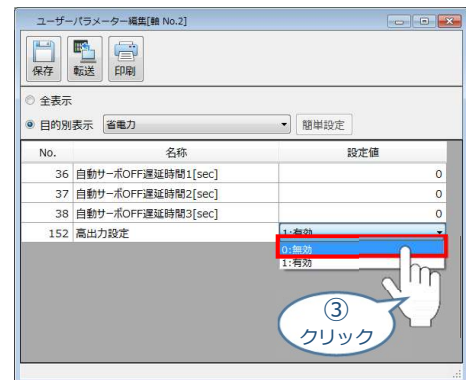 ユーザーパラメーター編集[軸 No.2]
保存 転送 印刷
全表示
目的別表示 省電力 簡単設定
No. 名称 設定値
36 自動サーボOFF遅延時間1[sec] 0
37 自動サーボOFF遅延時間2[sec] 0
38 自動サーボOFF遅延時間3[sec] 0
152 高出力設定 1:有効
0:無効
1:有効
③
クリック